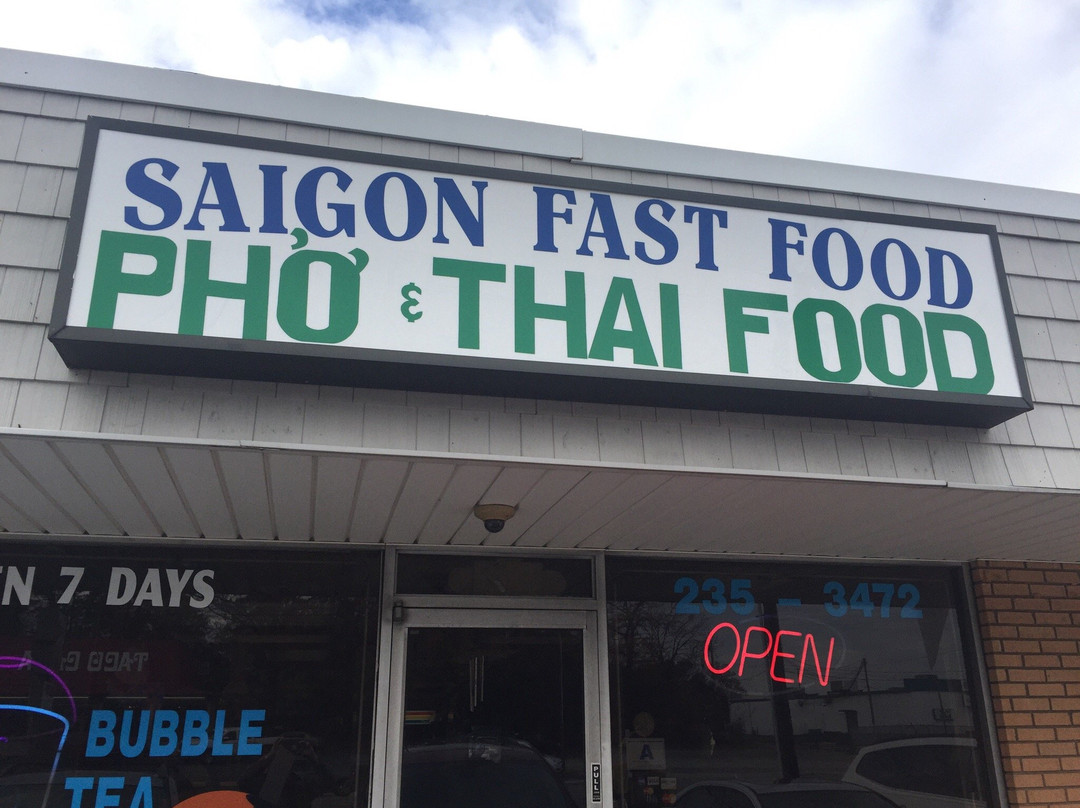 SAIGON FAST FOOD
PHỞ & THAI FOOD
N 7 DAYS
235 - 3472
OPEN
BUBBLE
TEA
A
PULL